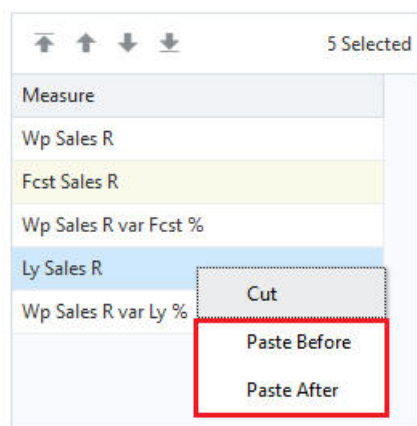 5 Selected
Measure
Wp Sales R
Fcst Sales R
Wp Sales R var Fcst %
Ly Sales R
Cut
Wp Sales R var Ly %
Paste Before
Paste After